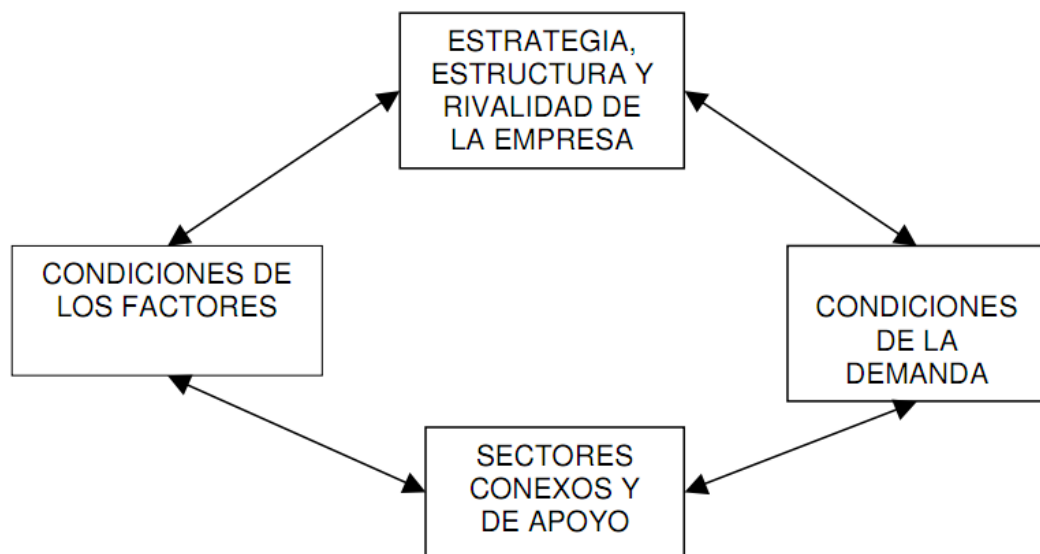 ESTRATEGIA,
ESTRUCTURA Y
RIVALIDAD DE
LA EMPRESA
CONDICIONES DE
LOS FACTORES
CONDICIONES
DE LA
DEMANDA
SECTORES
CONEXOS Y
DE APOYO